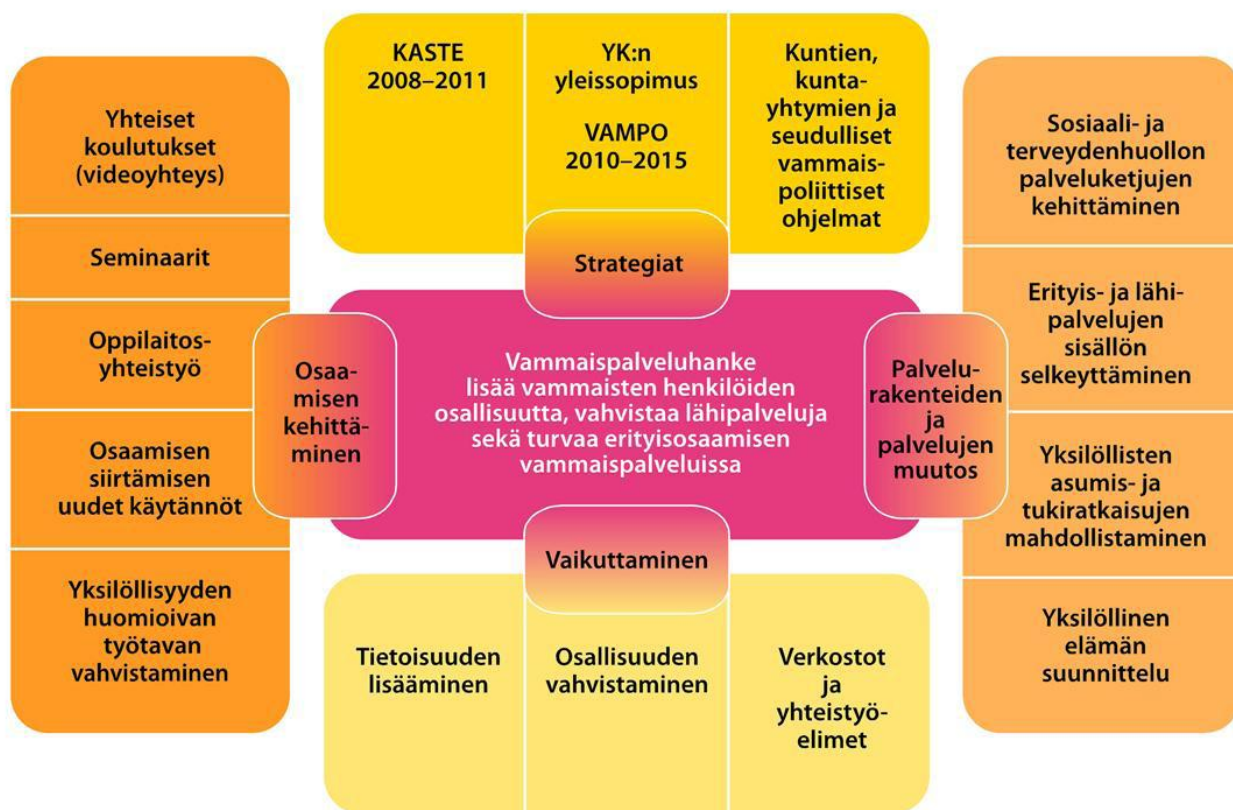 KASTE
2008–2011
YK:n
yleissopimus
VAMPO
2010–2015
Kuntien,
kunta-
yhtymien ja
seudulliset
vammais-
poliittiset
ohjelmat
Strategiat
Yhteiset
koulutukset
(videoyhteys)
Seminaarit
Oppilaitos-
yhteistyö
Osaamisen
siirtämisen
uudet käytännöt
Yksilöllisyyden
huomioivan
työtavan
vahvistaminen
Osaa-
misen
kehittä-
minen
Vammaispalveluhanke
lisää vammaisten henkilöiden
osallisuutta, vahvistaa lähipalveluja
sekä turvaa erityisosaamisen
vammaispalveluissa
Palvelu-
rakenteiden
ja
palvelujen
muutos
Sosiaali- ja
terveydenhuollon
palveluketjujen
kehittäminen
Erityis- ja lähi-
palvelujen
sisällön
selkeyttäminen
Yksilöllisten
asumis- ja
tukiratkaisujen
mahdollistaminen
Yksilöllinen
elämän
suunnittelu
Vaikuttaminen
Tietoisuuden
lisääminen
Osallisuuden
vahvistaminen
Verkostot
ja
yhteistyö-
elimet